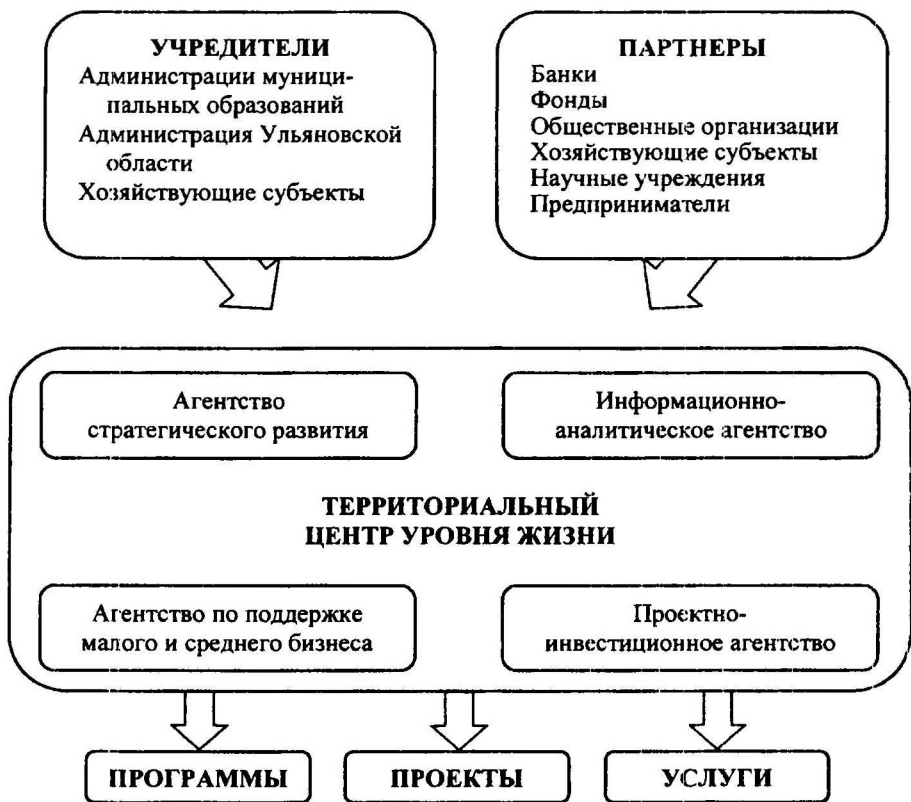 УЧРЕДИТЕЛИ
Администрации муници-
пальных образований
Администрация Ульяновской
области
Хозяйствующие субъекты
ПАРТНЕРЫ
Банки
Фонды
Общественные организации
Хозяйствующие субъекты
Научные учреждения
Предприниматели
Агентство
стратегического развития
Информационно-
аналитическое агентство
ТЕРРИТОРИАЛЬНЫЙ
ЦЕНТР УРОВНЯ ЖИЗНИ
Агентство по поддержке
малого и среднего бизнеса
Проектно-
инвестиционное агентство
ПРОГРАММЫ
ПРОЕКТЫ
УСЛУГИ